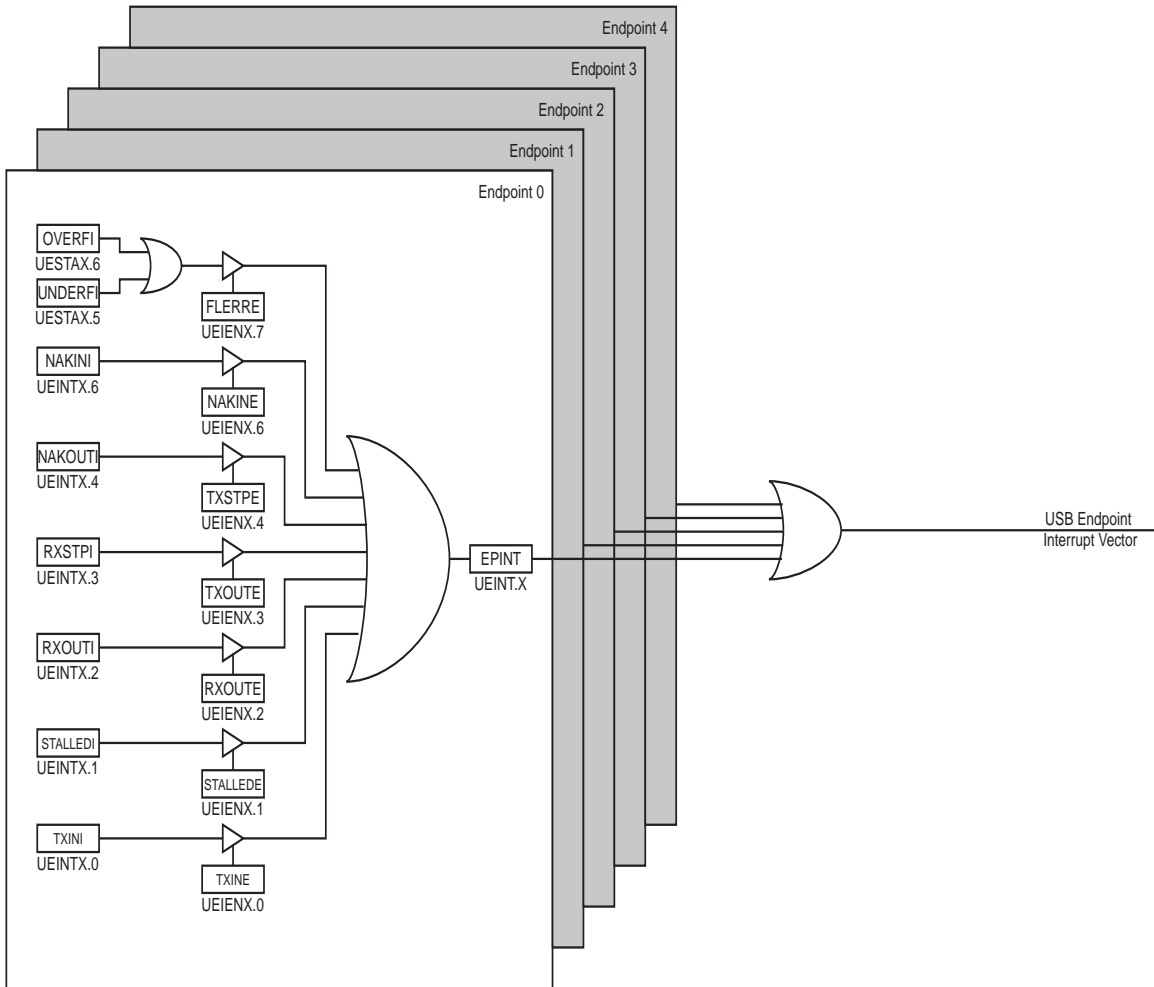 Endpoint 4
Endpoint 3
Endpoint 2
Endpoint 1
Endpoint 0
OVERFI
UESTAX.6
UNDERFI
UESTAX.5
FLERRE
UEIENX.7
NAKINI
UEINTX.6
NAKINE
UEIENX.6
NAKOUTI
UEINTX.4
TXSTPE
UEIENX.4
RXSTPI
UEINTX.3
TXOUTE
UEIENX.3
RXOUTI
UEINTX.2
RXOUTE
UEIENX.2
STALLEDI
UEINTX.1
STALLEDE
UEIENX.1
TXINI
UEINTX.0
TXINE
UEIENX.0
EPINT
UEINT.X
USB Endpoint
Interrupt Vector